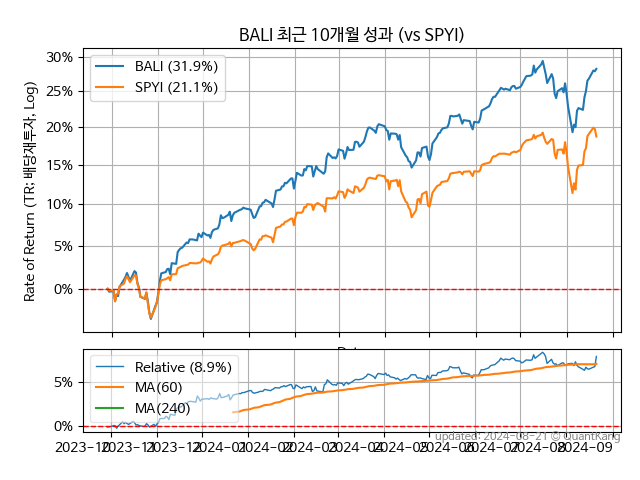 BALI 최근 10개월 성과 (vs SPYI)
Rate of Return (TR: 배당재투자, Log)
30%
25%
20%
15%
10%
5%
0%
BALI (31.9%)
SPYI (21.1%)
5%
0%
Relative (8.9%)
MA(60)
MA(240)
2023-10
2023-11
2023-12
2024-01
2024-02
2024-03
2024-04
2024-05
2024-06
2024-07
2024-08
2024-09
updated: 2024-08-21 © QuantKang